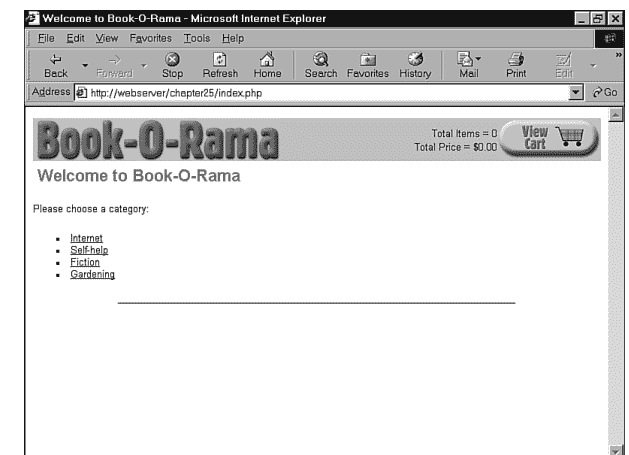 Welcome to Book-O-Rama - Microsoft Internet Explorer
File Edit View Favorites Tools Help
Back Forward Stop Refresh Home Search Favorites History Mail Print Edit »
Address http://webserver/chapter25/index.php Go
Book-O-Rama
Total Items = 0
Total Price = $0.00
View Cart
Welcome to Book-O-Rama
Please choose a category:
Internet
Self-help
Fiction
Gardening